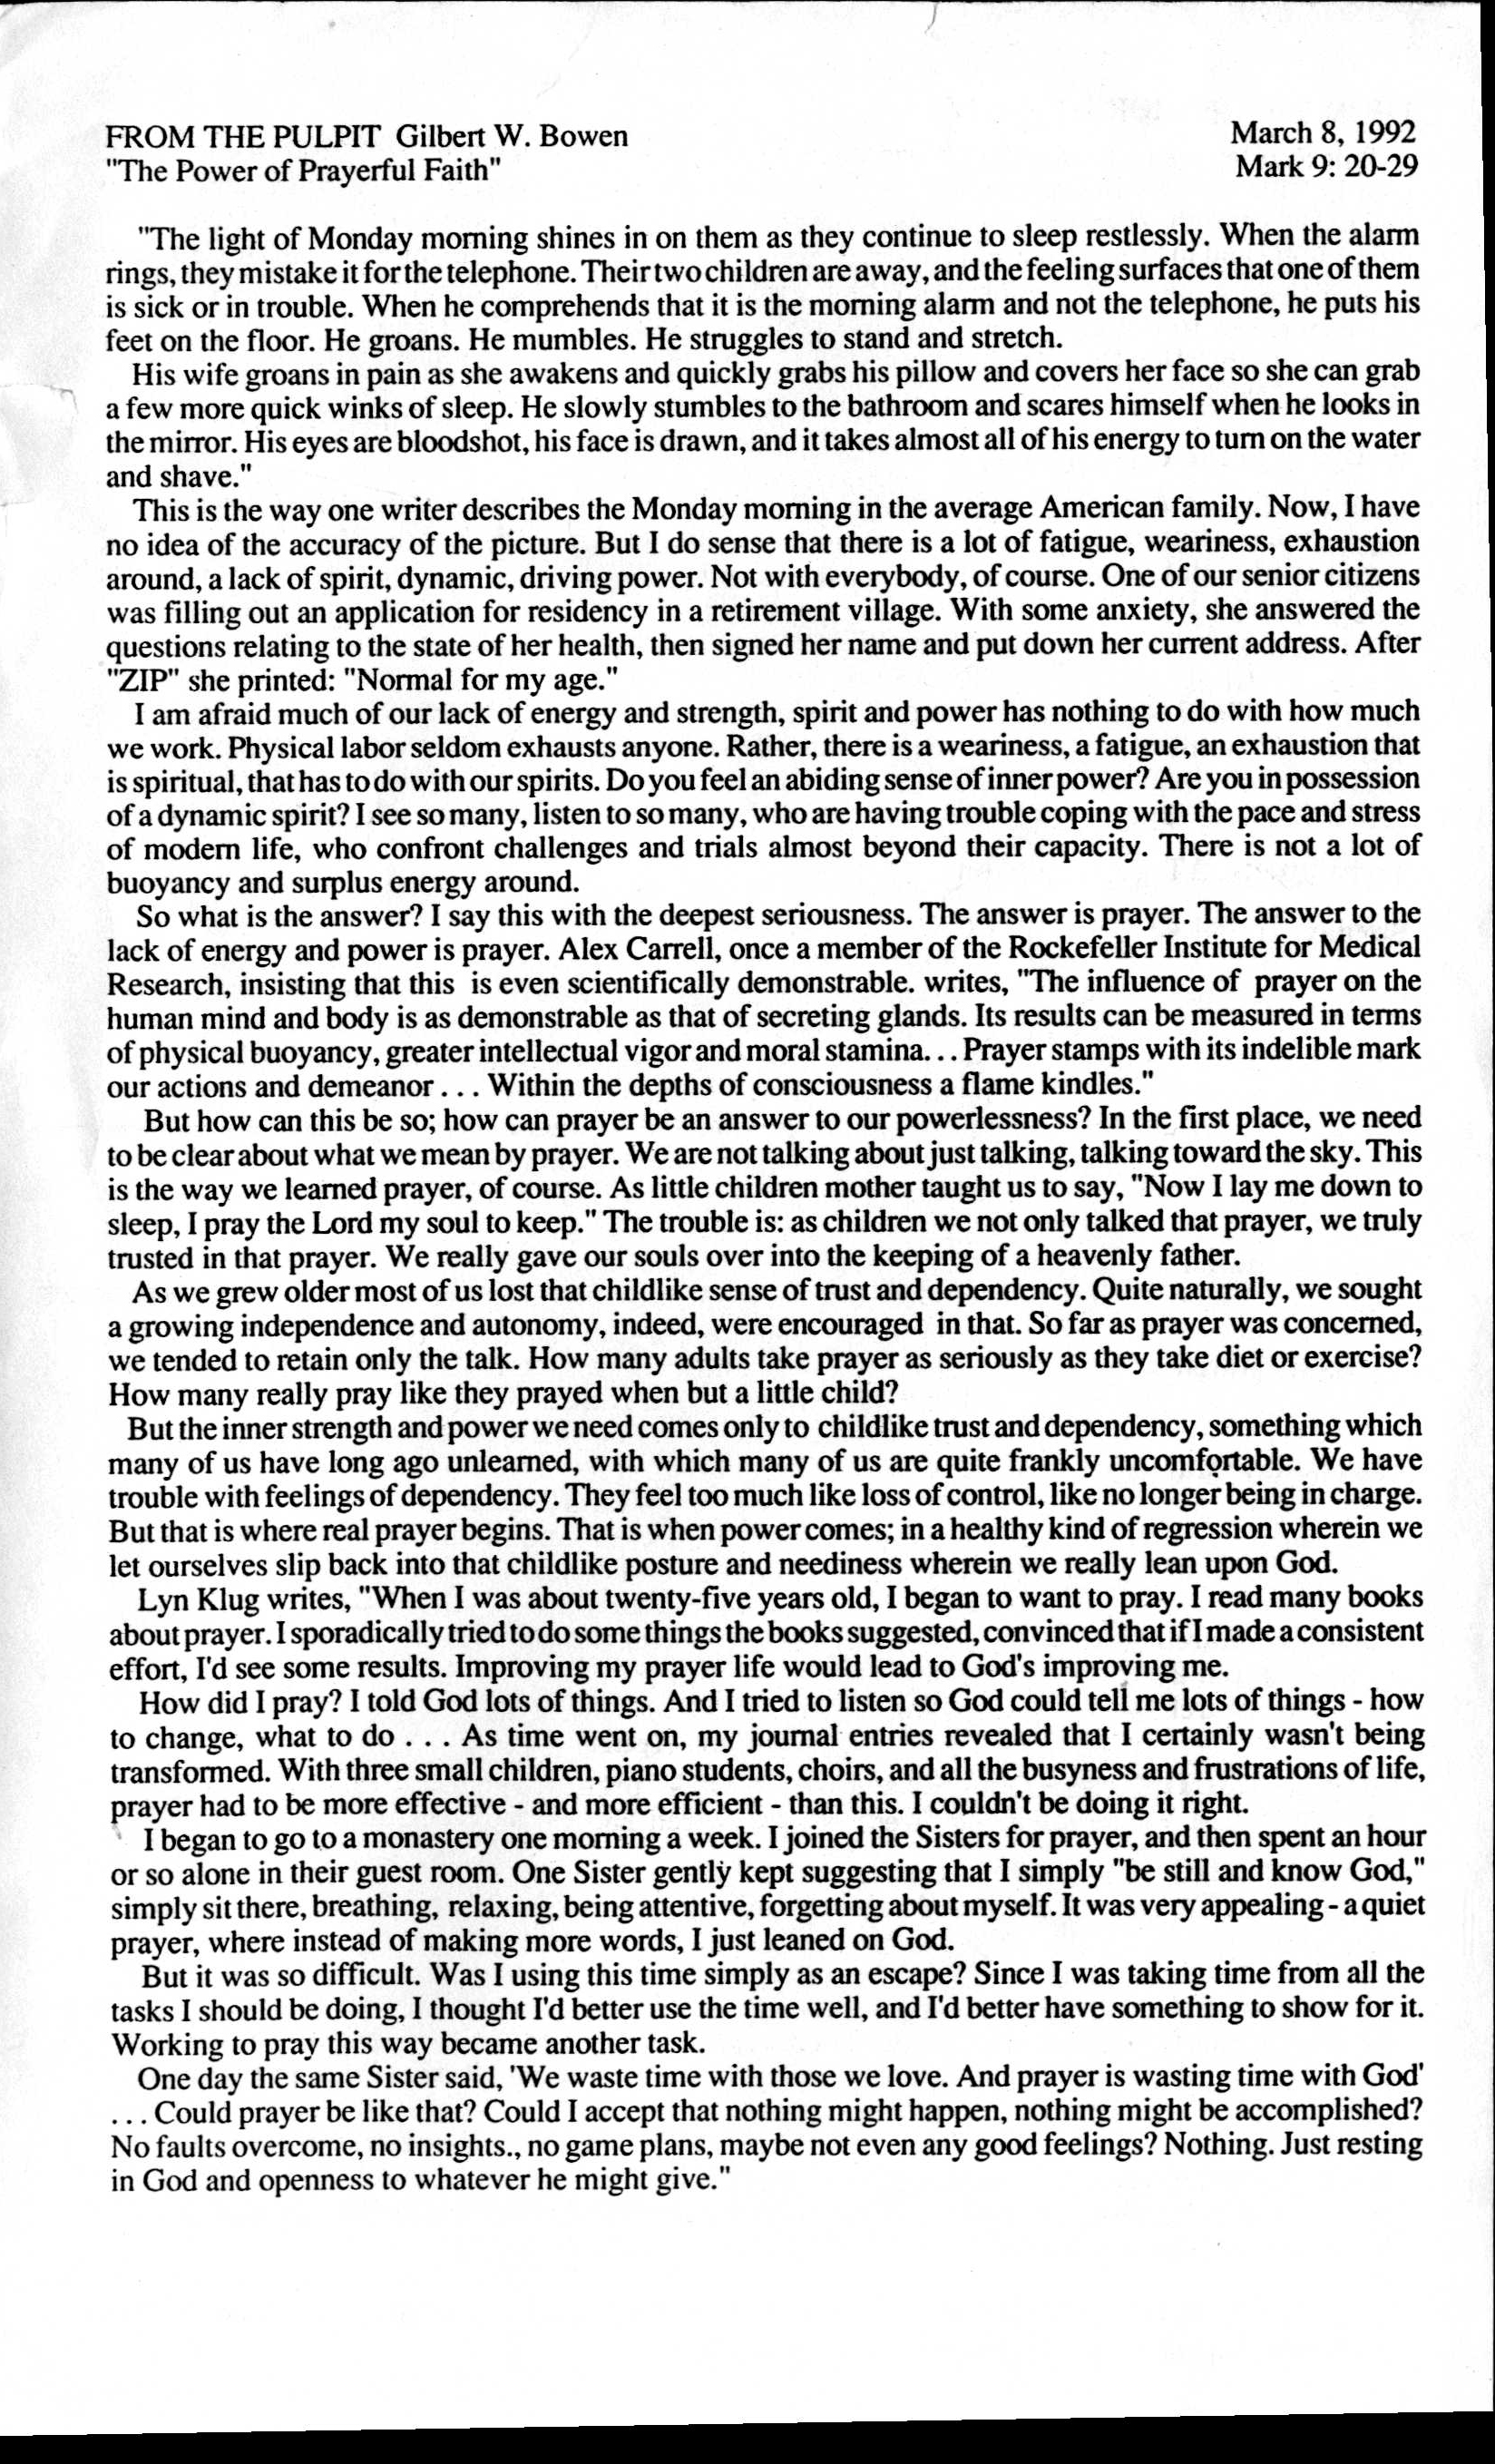 FROM THE PULPIT Gilbert W. Bowen March 8, 1992
"The Power of Prayerful Faith" Mark 9: 20-29
"The light of Monday morning shines in on them as they continue to sleep restlessly. When the alarm
rings, they mistake it for the telephone. Their two children are away, and the feeling surfaces that one of them
is sick or in trouble. When he comprehends that it is the morning alarm and not the telephone, he puts his
feet on the floor. He groans. He mumbles. He struggles to stand and stretch.
His wife groans in pain as she awakens and quickly grabs his pillow and covers her face so she can grab
a few more quick winks of sleep. He slowly stumbles to the bathroom and scares himself when he looks in
the mirror. His eyes are bloodshot, his face is drawn, and it takes almost all of his energy to turn on the water
and shave."
This is the way one writer describes the Monday morning in the average American family. Now, I have
no idea of the accuracy of the picture. But I do sense that there is a lot of fatigue, weariness, exhaustion
around, a lack of spirit, dynamic, driving power. Not with everybody, of course. One of our senior citizens
was filling out an application for residency in a retirement village. With some anxiety, she answered the
questions relating to the state of her health, then signed her name and put down her current address. After
"ZIP" she printed: "Normal for my age."
I am afraid much of our lack of energy and strength, spirit and power has nothing to do with how much
we work. Physical labor seldom exhausts anyone. Rather, there is a weariness, a fatigue, an exhaustion that
is spiritual, that has to do with our spirits. Do you feel an abiding sense of inner power? Are you in possession
of a dynamic spirit? I see so many, listen to so many, who are having trouble coping with the pace and stress
of modern life, who confront challenges and trials almost beyond their capacity. There is not a lot of
buoyancy and surplus energy around.
So what is the answer? I say this with the deepest seriousness. The answer is prayer. The answer to the
lack of energy and power is prayer. Alex Carrell, once a member of the Rockefeller Institute for Medical
Research, insisting that this is even scientifically demonstrable. writes, "The influence of prayer on the
human mind and body is as demonstrable as that of secreting glands. Its results can be measured in terms
of physical buoyancy, greater intellectual vigor and moral stamina. . . Prayer stamps with its indelible mark
our actions and demeanor . . . Within the depths of consciousness a flame kindles."
But how can this be so; how can prayer be an answer to our powerlessness? In the first place, we need
to be clear about what we mean by prayer. We are not talking about just talking, talking toward the sky. This
is the way we learned prayer, of course. As little children mother taught us to say, "Now I lay me down to
sleep, I pray the Lord my soul to keep." The trouble is: as children we not only talked that prayer, we truly
trusted in that prayer. We really gave our souls over into the keeping of a heavenly father.
As we grew older most of us lost that childlike sense of trust and dependency. Quite naturally, we sought
a growing independence and autonomy, indeed, were encouraged in that. So far as prayer was concerned,
we tended to retain only the talk. How many adults take prayer as seriously as they take diet or exercise?
How many really pray like they prayed when but a little child?
But the inner strength and power we need comes only to childlike trust and dependency, something which
many of us have long ago unlearned, with which many of us are quite frankly uncomfortable. We have
trouble with feelings of dependency. They feel too much like loss of control, like no longer being in charge.
But that is where real prayer begins. That is when power comes; in a healthy kind of regression wherein we
let ourselves slip back into that childlike posture and neediness wherein we really lean upon God.
Lyn Klug writes, "When I was about twenty-five years old, I began to want to pray. I read many books
about prayer. I sporadically tried to do some things the books suggested, convinced that if I made a consistent
effort, I'd see some results. Improving my prayer life would lead to God's improving me.
How did I pray? I told God lots of things. And I tried to listen so God could tell me lots of things - how
to change, what to do . . . As time went on, my journal entries revealed that I certainly wasn't being
transformed. With three small children, piano students, choirs, and all the busyness and frustrations of life,
prayer had to be more effective - and more efficient - than this. I couldn't be doing it right.
I began to go to a monastery one morning a week. I joined the Sisters for prayer, and then spent an hour
or so alone in their guest room. One Sister gently kept suggesting that I simply "be still and know God,"
simply sit there, breathing, relaxing, being attentive, forgetting about myself. It was very appealing - a quiet
prayer, where instead of making more words, I just leaned on God.
But it was so difficult. Was I using this time simply as an escape? Since I was taking time from all the
tasks I should be doing, I thought I'd better use the time well, and I'd better have something to show for it.
Working to pray this way became another task.
One day the same Sister said, 'We waste time with those we love. And prayer is wasting time with God'
. . . Could prayer be like that? Could I accept that nothing might happen, nothing might be accomplished?
No faults overcome, no insights., no game plans, maybe not even any good feelings? Nothing. Just resting
in God and openness to whatever he might give."